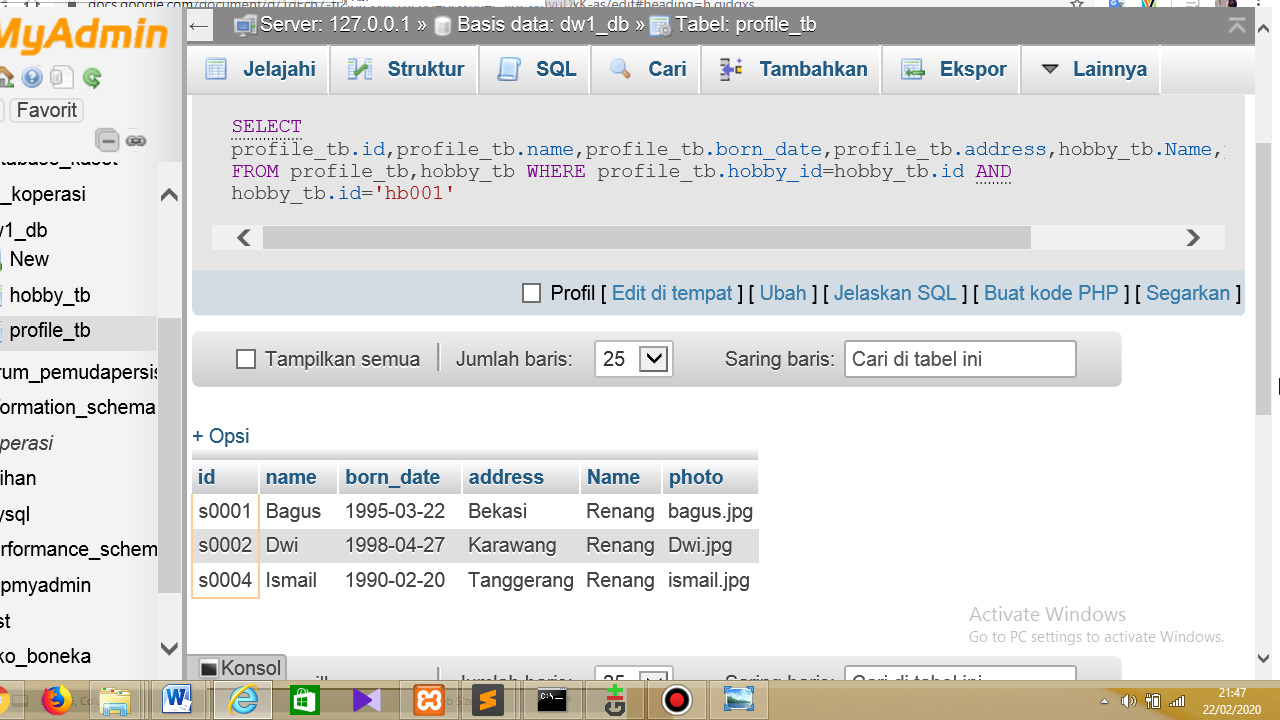 MyAdmin
Favorit
_koperasi
w1_db
New
hobby_tb
profile_tb
rum_pemudapersis
ormation_schema
perasi
ihan
ysql
rformance_schem
pmyadmin
st
ko_boneka
Server: 127.0.0.1 » Basis data: dw1_db » Tabel: profile_tb
Jelajahi Struktur SQL Cari Tambahkan Ekspor Lainnya
SELECT
profile_tb.id,profile_tb.name,profile_tb.born_date,profile_tb.address,hobby_tb.Name,
FROM profile_tb,hobby_tb WHERE profile_tb.hobby_id=hobby_tb.id AND
hobby_tb.id='hb001'
Profil [ Edit di tempat ] [ Ubah ] [ Jelaskan SQL ] [ Buat kode PHP ] [ Segarkan ]
Tampilkan semua Jumlah baris: 25 Saring baris: Cari di tabel ini
+ Opsi
id name born_date address Name photo
s0001 Bagus 1995-03-22 Bekasi Renang bagus.jpg
s0002 Dwi 1998-04-27 Karawang Renang Dwi.jpg
s0004 Ismail 1990-02-20 Tanggerang Renang ismail.jpg
Activate Windows
Go to PC settings to activate Windows.
Konsol
21:47
22/02/2020